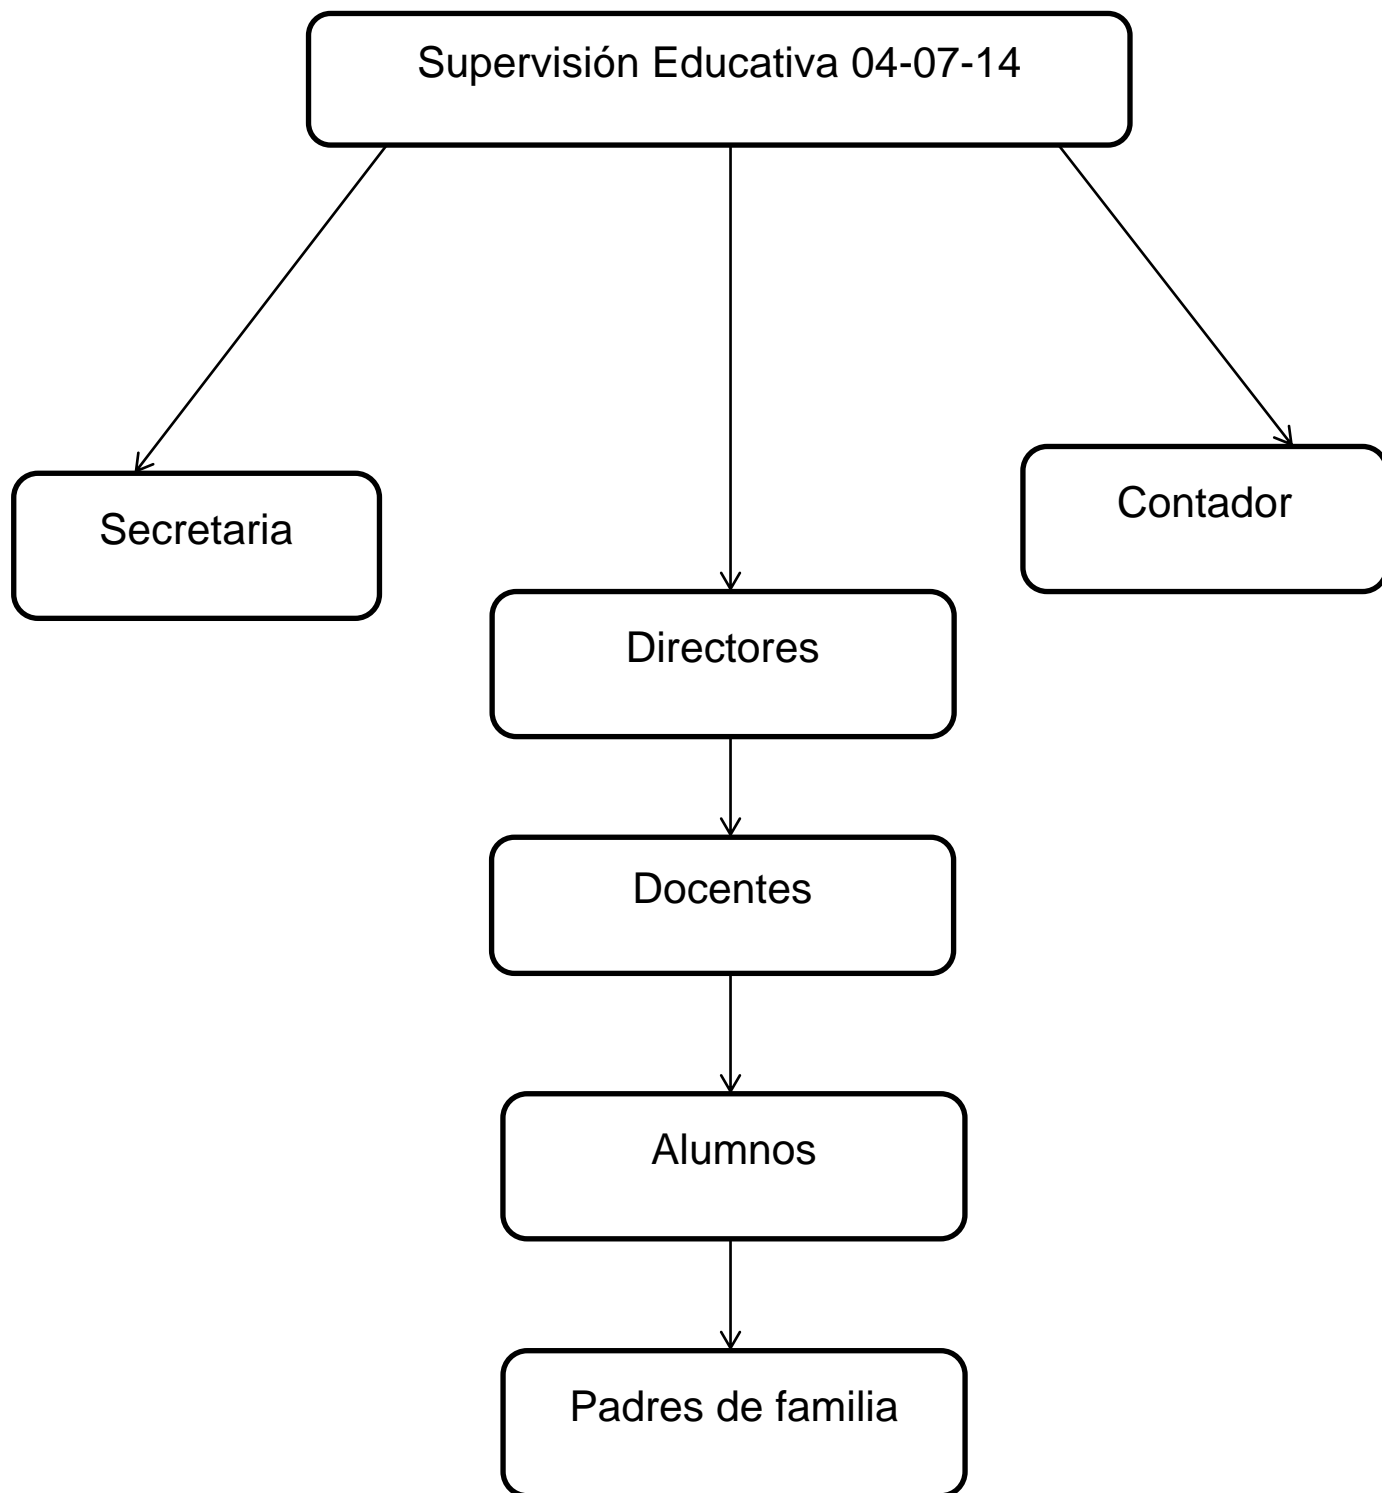 Supervisión Educativa 04-07-14
Secretaria
Contador
Directores
Docentes
Alumnos
Padres de familia